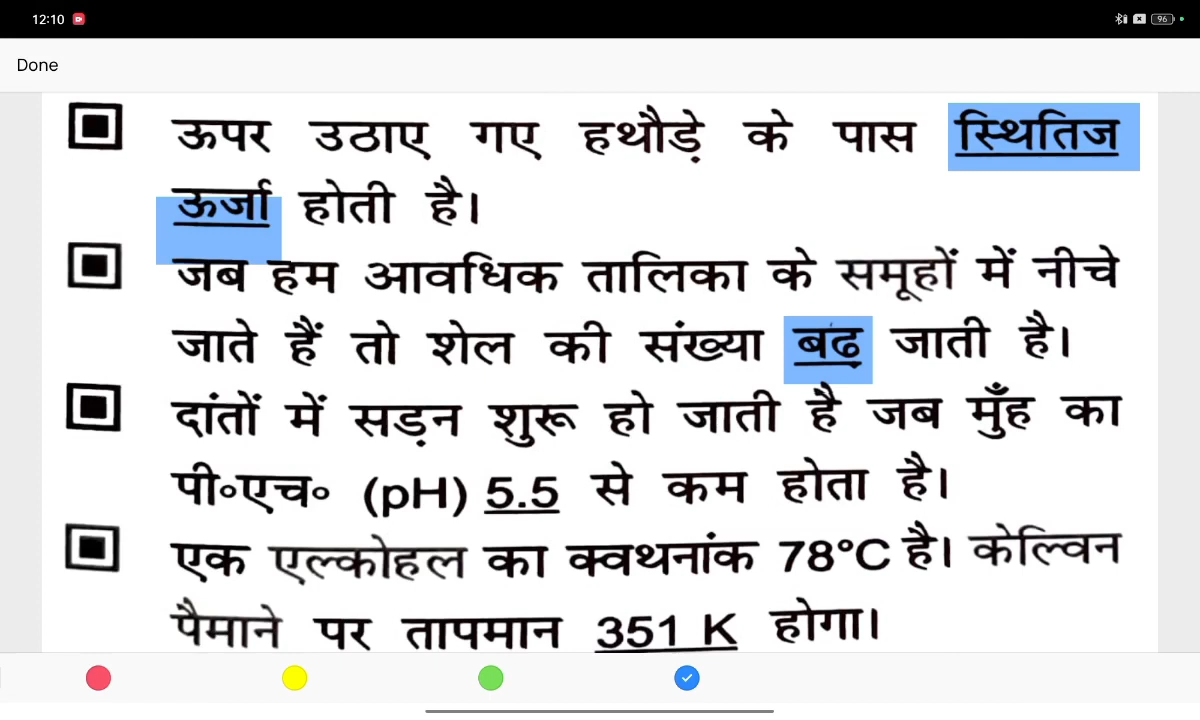 12:10
96
Done
ऊपर उठाए गए हथौड़े के पास स्थितिज
ऊर्जा होती है।
जब हम आवधिक तालिका के समूहों में नीचे
जाते हैं तो शेल की संख्या बढ़ जाती है।
दांतों में सड़न शुरू हो जाती है जब मुँह का
पी०एच० (pH) 5.5 से कम होता है।
एक एल्कोहल का क्वथनांक 78°C है। केल्विन
पैमाने पर तापमान 351 K होगा।